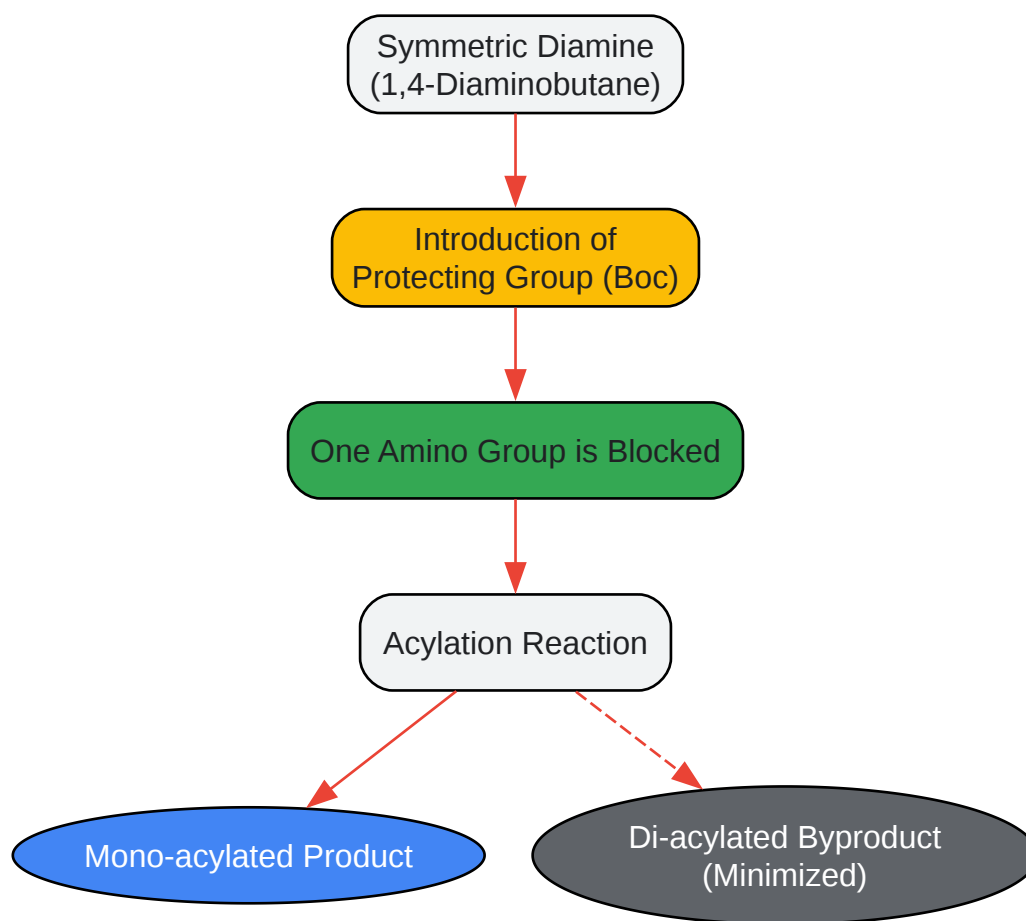 Symmetric Diamine
(1,4-Diaminobutane)
Introduction of
Protecting Group (Boc)
One Amino Group is Blocked
Acylation Reaction
Mono-acylated Product
Di-acylated Byproduct
(Minimized)